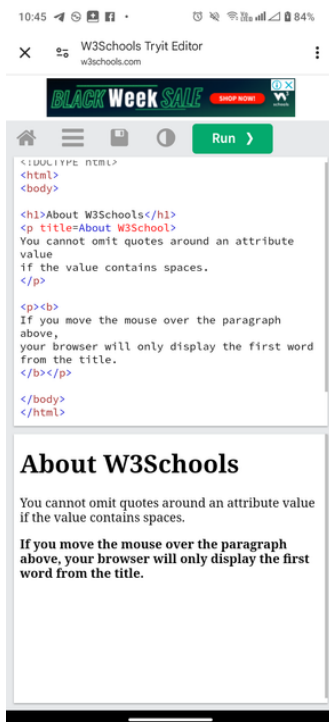 10:45 84%
W3Schools Tryit Editor
w3schools.com
BLACK Week SALE SHOP NOW! schools
Run ❯
<!DOCTYPE html>
<html>
<body>
<h1>About W3Schools</h1>
<p title=About W3School>
You cannot omit quotes around an attribute
value
if the value contains spaces.
</p>
<p><b>
If you move the mouse over the paragraph
above,
your browser will only display the first word
from the title.
</b></p>
</body>
</html>
About W3Schools
You cannot omit quotes around an attribute value
if the value contains spaces.
If you move the mouse over the paragraph
above, your browser will only display the first
word from the title.